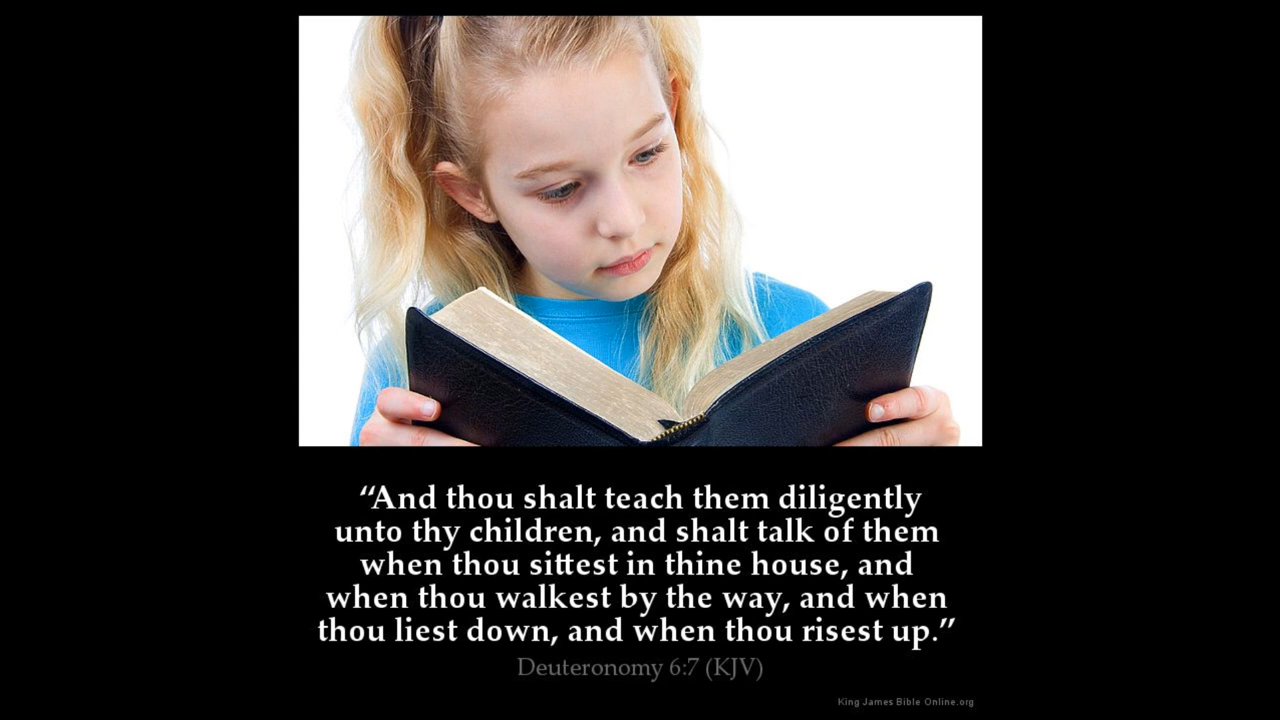 “And thou shalt teach them diligently
unto thy children, and shalt talk of them
when thou sittest in thine house, and
when thou walkest by the way, and when
thou liest down, and when thou risest up.”
Deuteronomy 6:7 (KJV)
King James Bible Online.org